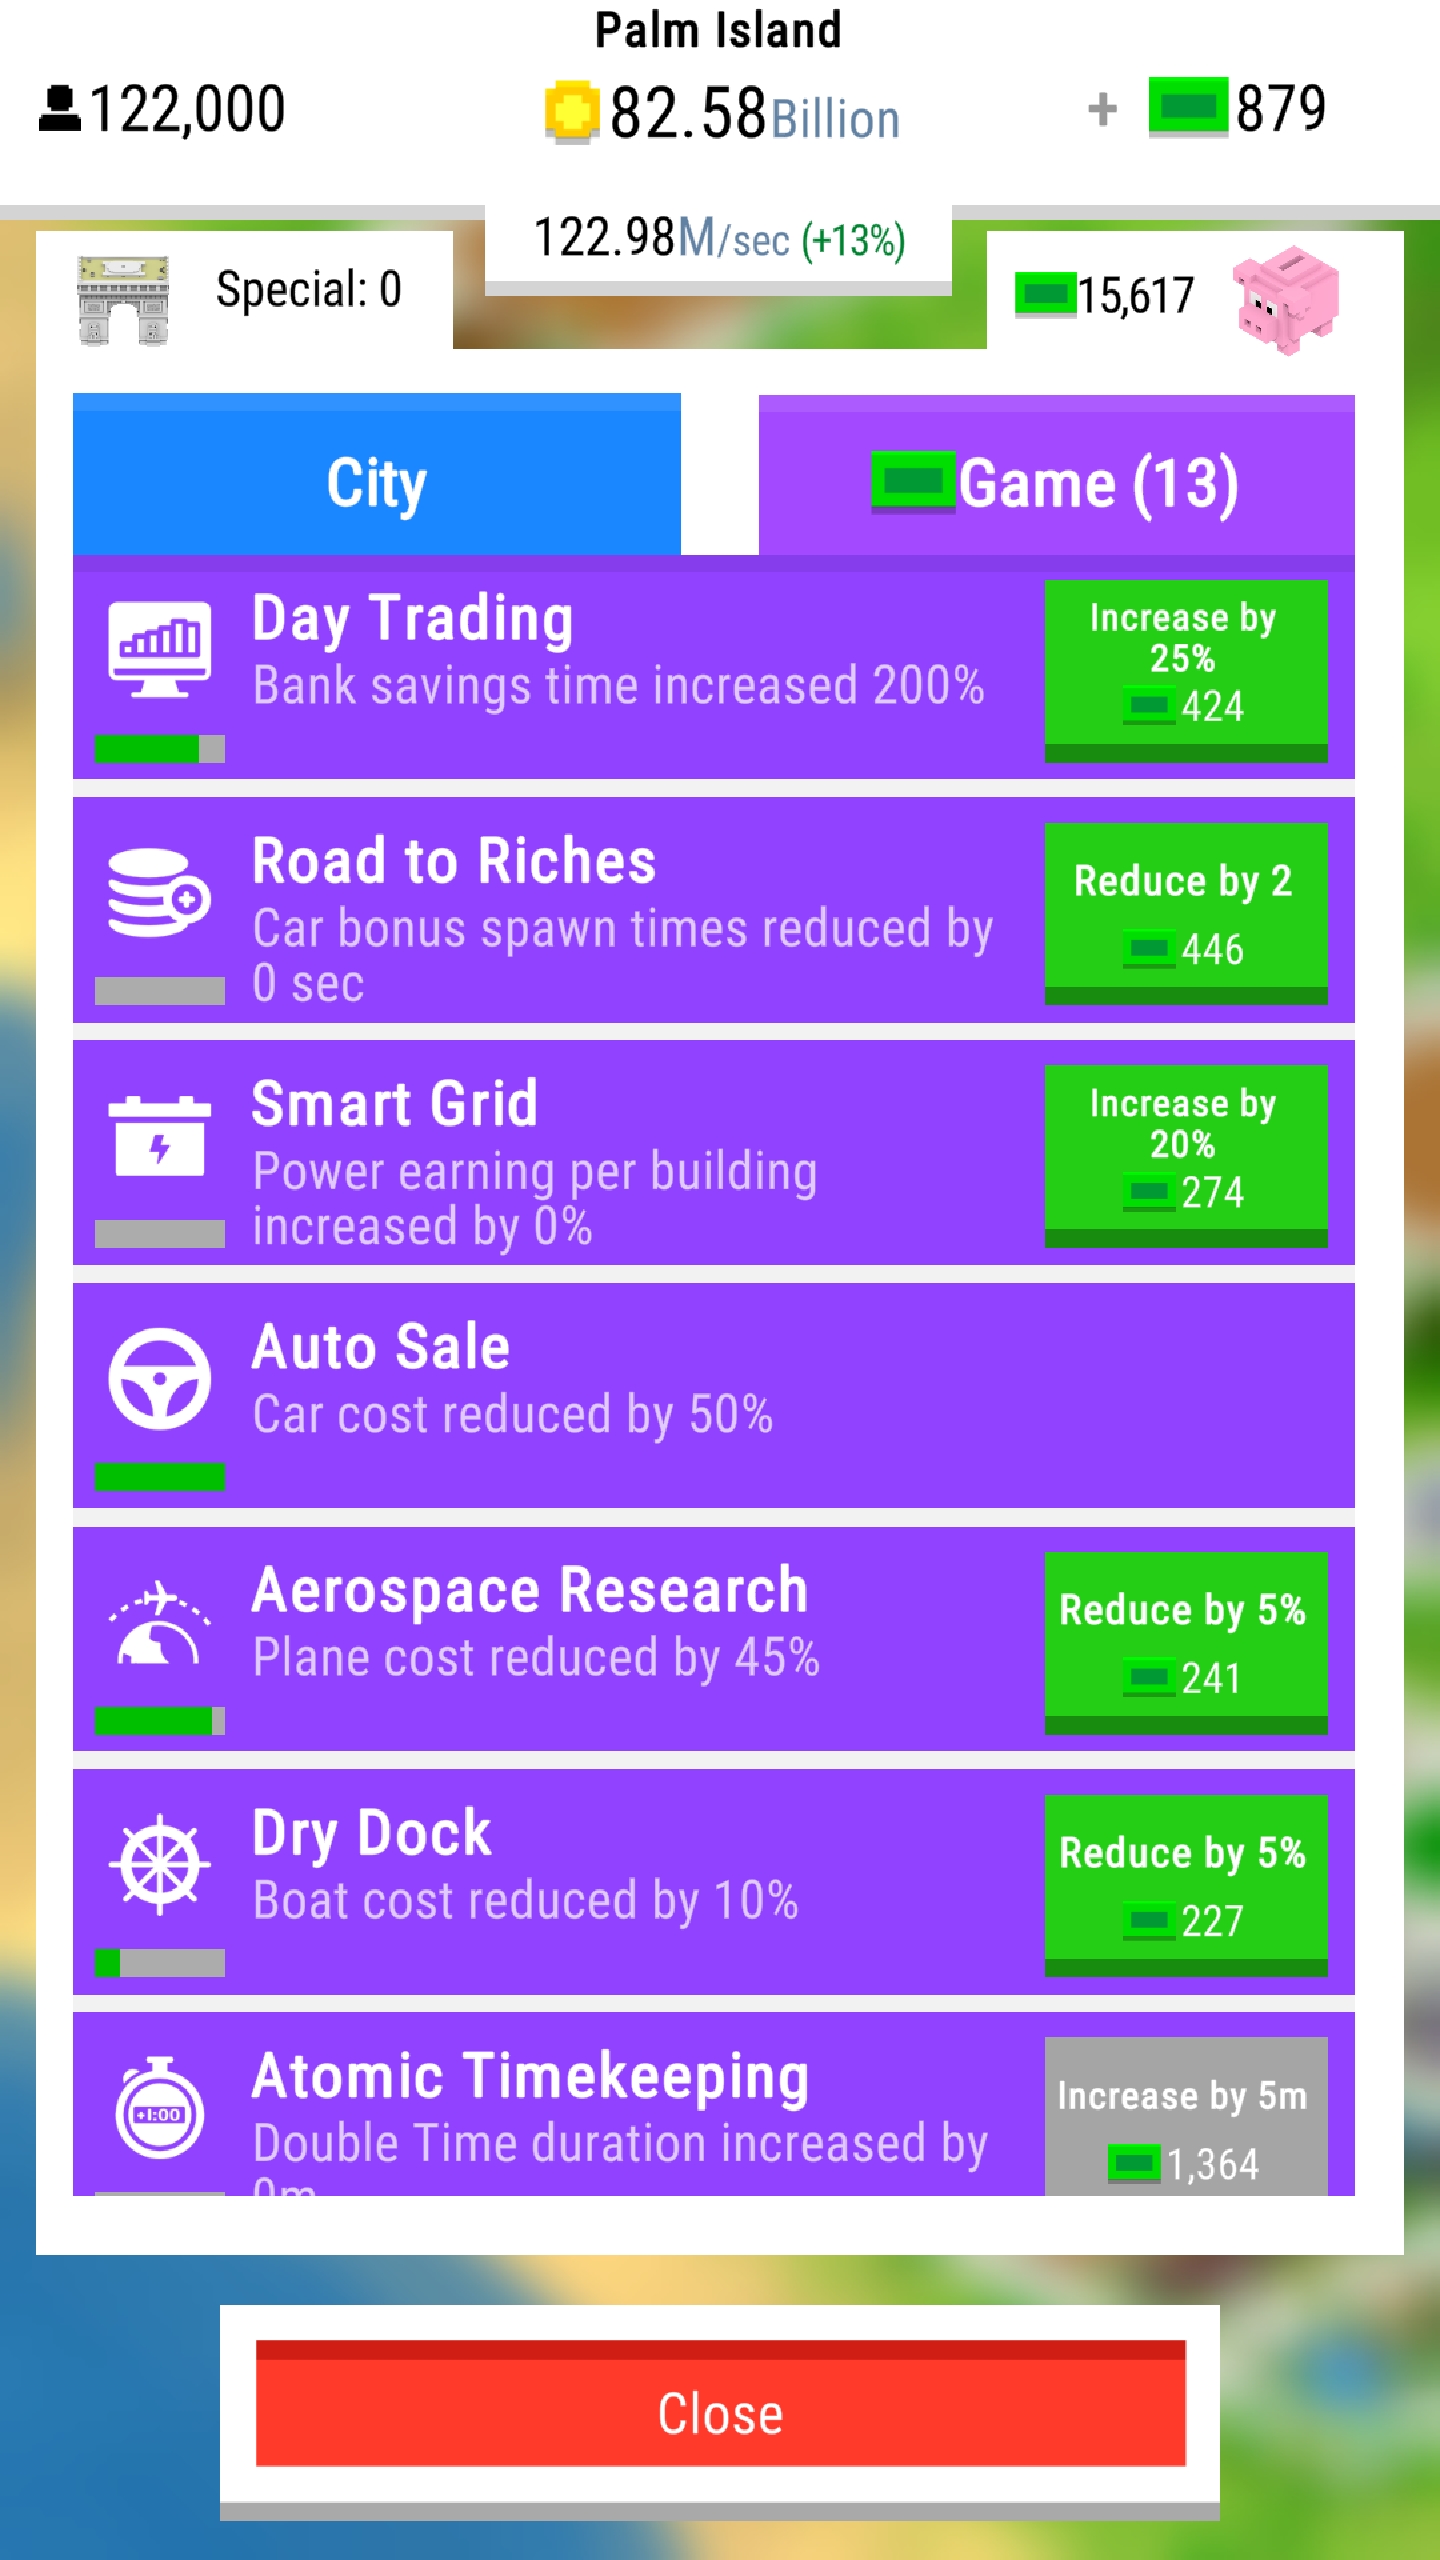 Palm Island
122,000
82.58 Billion
+ 879
122.98M/sec (+13%)
Special: 0
15,617
City
Game (13)
Day Trading
Bank savings time increased 200%
Increase by
25%
424
Road to Riches
Car bonus spawn times reduced by
0 sec
Reduce by 2
446
Smart Grid
Power earning per building
increased by 0%
Increase by
20%
274
Auto Sale
Car cost reduced by 50%
Aerospace Research
Plane cost reduced by 45%
Reduce by 5%
241
Dry Dock
Boat cost reduced by 10%
Reduce by 5%
227
+1:00
Atomic Timekeeping
Double Time duration increased by
0m
Increase by 5m
1,364
Close